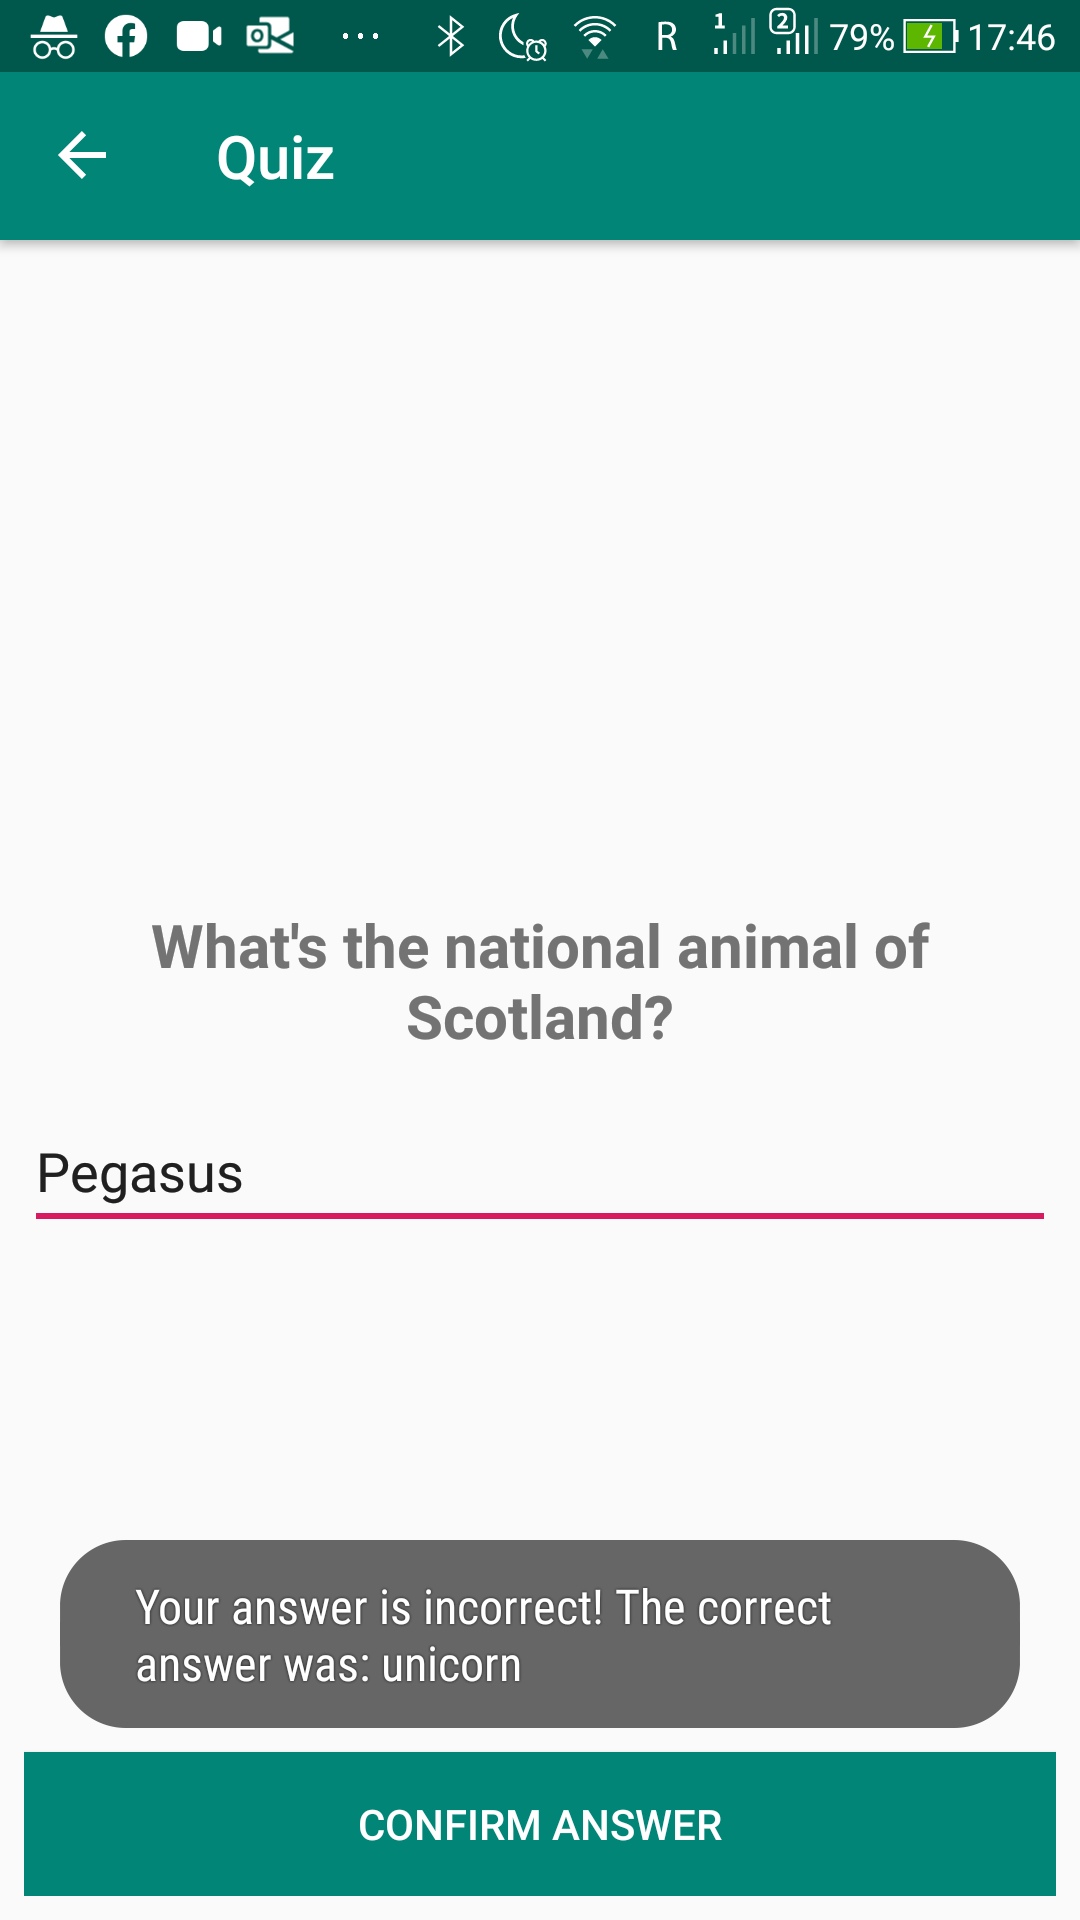 R 1 2 79% 17:46
Quiz
What's the national animal of
Scotland?
Pegasus
Your answer is incorrect! The correct
answer was: unicorn
CONFIRM ANSWER